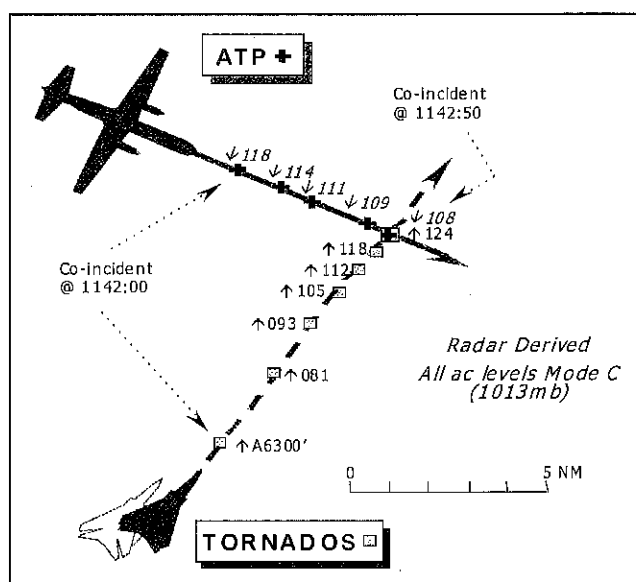 ATP
Co-incident
@ 1142:50
↓118
↓114
↓111
↓109
↓108
↑124
↑118
↑112
↑105
↑093
↑081
↑A6300'
Co-incident
@ 1142:00
Radar Derived
All ac levels Mode C
(1013mb)
0 5 NM
TORNADOS